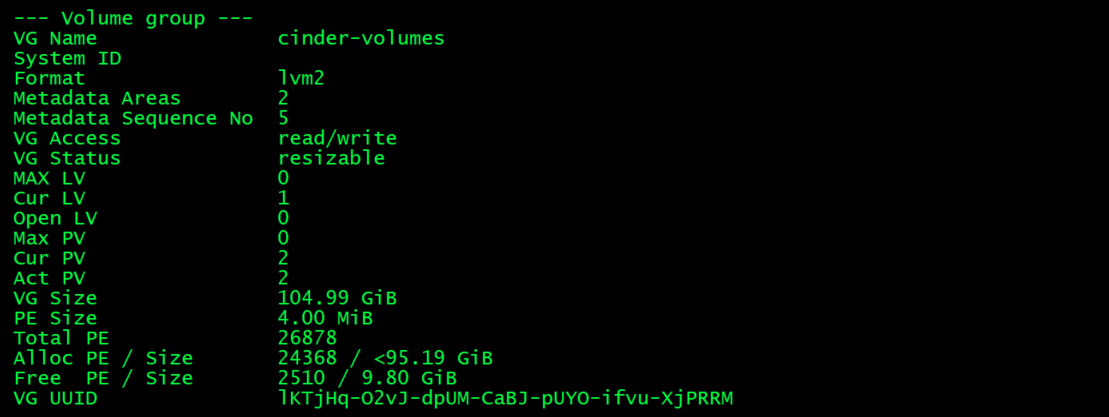 --- Volume group ---
VG Name               cinder-volumes
System ID
Format                lvm2
Metadata Areas        2
Metadata Sequence No  5
VG Access             read/write
VG Status             resizable
MAX LV                0
Cur LV                1
Open LV               0
Max PV                0
Cur PV                2
Act PV                2
VG Size               104.99 GiB
PE Size               4.00 MiB
Total PE              26878
Alloc PE / Size       24368 / <95.19 GiB
Free  PE / Size       2510 / 9.80 GiB
VG UUID               lKTjHq-O2vJ-dpUM-CaBJ-pUYO-ifvu-XjPRRM